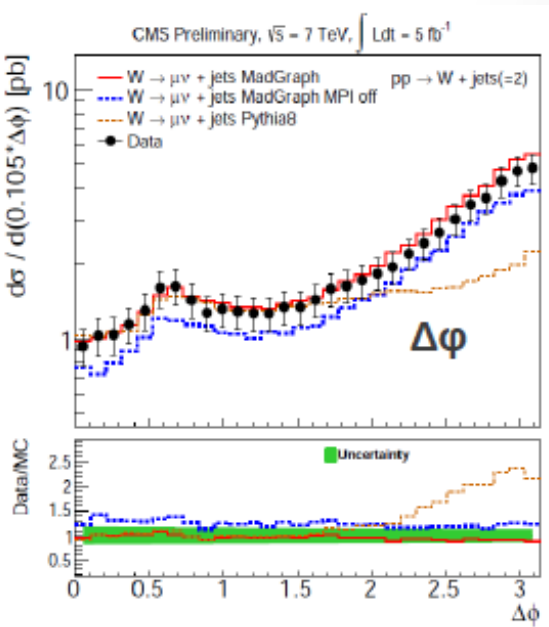 CMS Preliminary, √s = 7 TeV, ∫ Ldt = 5 fb⁻¹
dσ / d(0.105*Δϕ) [pb]
10
1
W → μν + jets MadGraph
pp → W + jets(=2)
W → μν + jets MadGraph MPI off
W → μν + jets Pythia8
Data
Δφ
Data/MC
2.5
2
1.5
1
0.5
Uncertainty
0 0.5 1 1.5 2 2.5 3
Δϕ